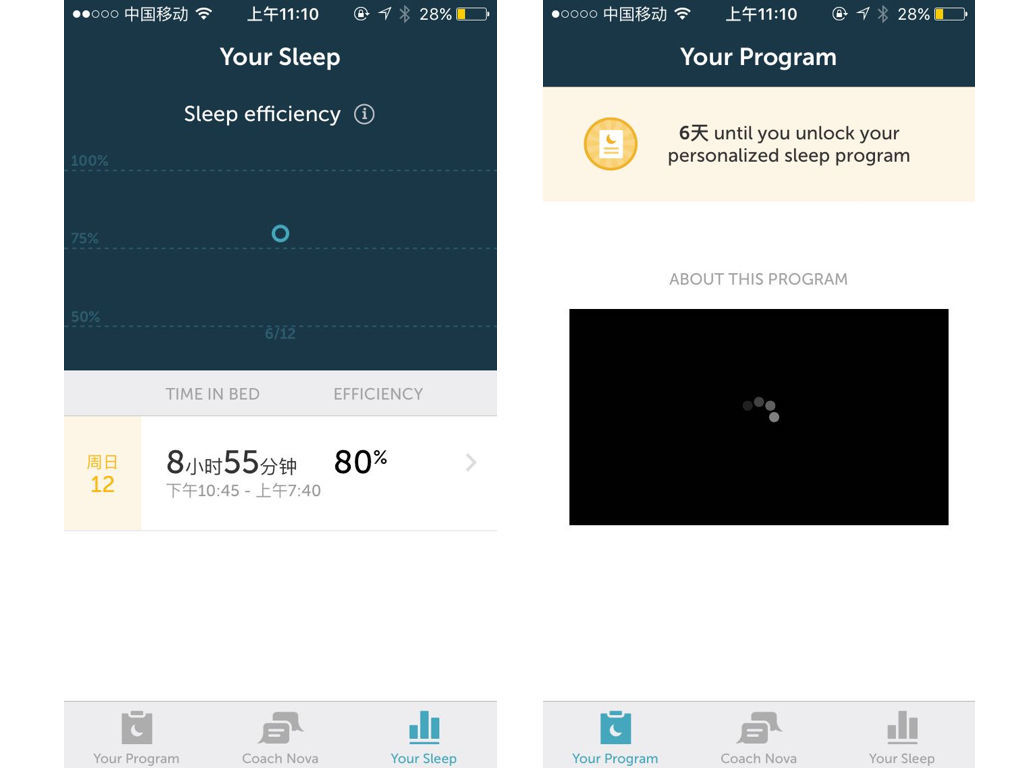 中国移动 上午11:10 28%
Your Sleep
Sleep efficiency
100%
75%
50%
6/12
TIME IN BED EFFICIENCY
周日
12
8小时55分钟 80%
下午10:45 - 上午7:40
Your Program Coach Nova Your Sleep
中国移动 上午11:10 28%
Your Program
6天 until you unlock your
personalized sleep program
ABOUT THIS PROGRAM
Your Program Coach Nova Your Sleep